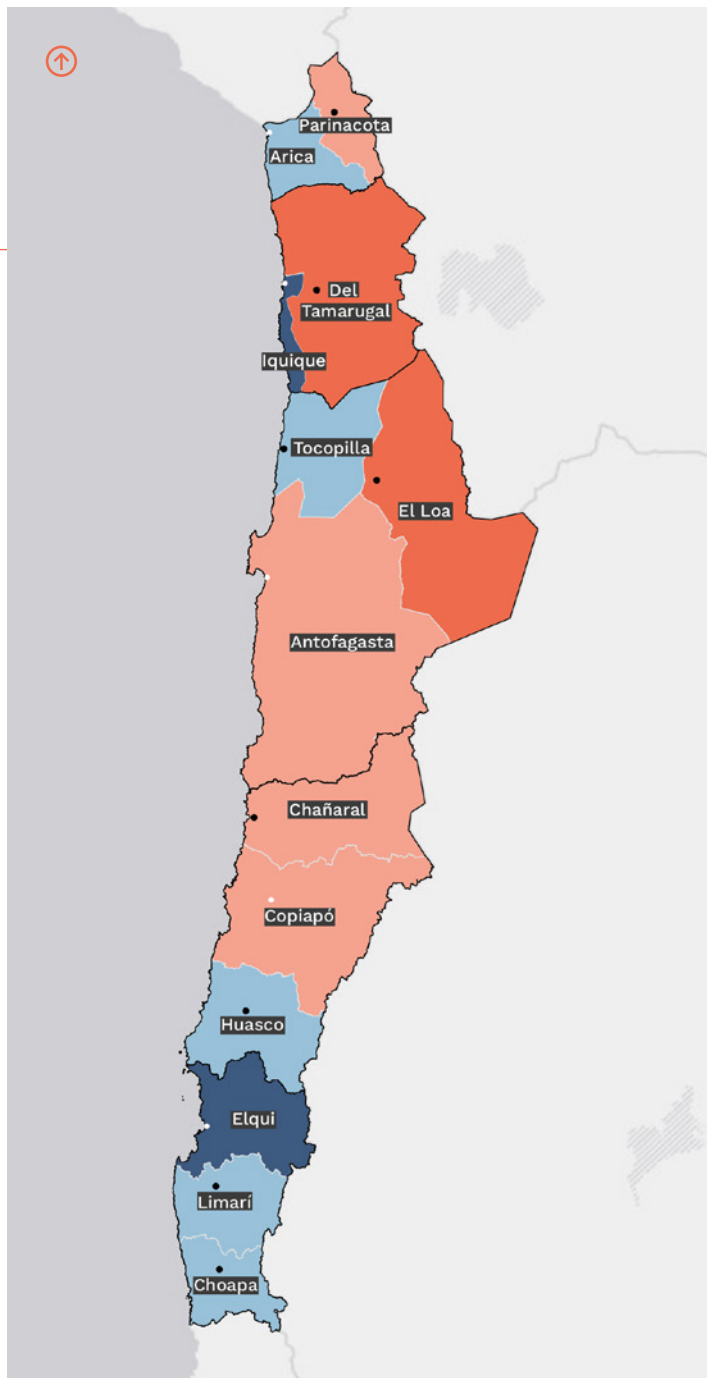 Parinacota
Arica
Del
Tamarugal
Iquique
Tocopilla
El Loa
Antofagasta
Chañaral
Copiapó
Huasco
Elqui
Limarí
Choapa